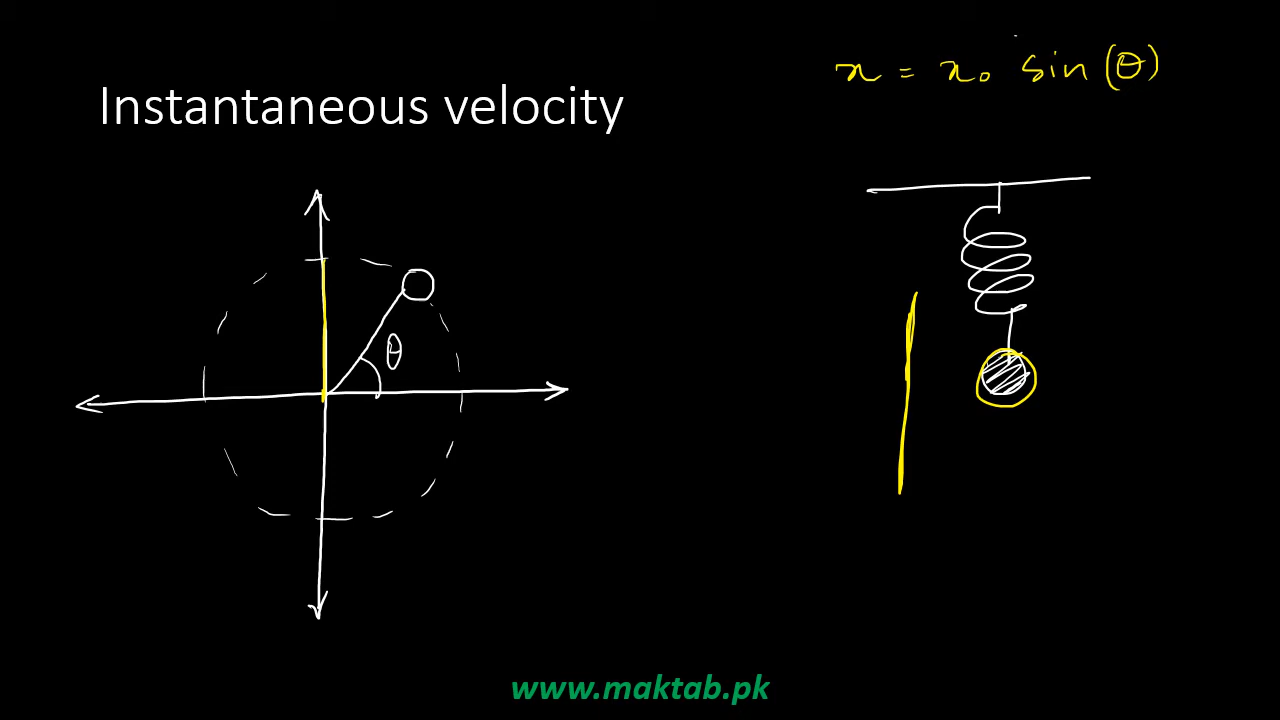 x = x₀ sin(θ)
Instantaneous velocity
θ
www.maktab.pk